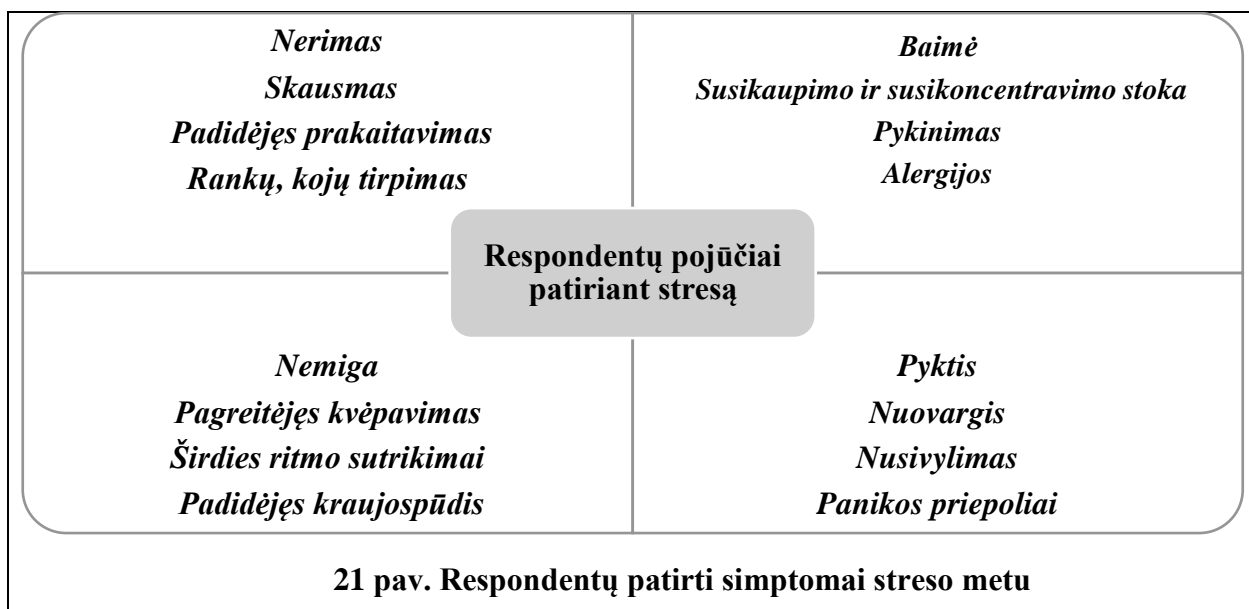 Nerimas
Skausmas
Padidėjęs prakaitavimas
Rankų, kojų tirpimas
Baimė
Susikaupimo ir susikoncentravimo stoka
Pykinimas
Alergijos
Respondentų pojūčiai
patiriant stresą
Nemiga
Pagreitėjęs kvėpavimas
Širdies ritmo sutrikimai
Padidėjęs kraujospūdis
Pyktis
Nuovargis
Nusivylimas
Panikos priepoliai
21 pav. Respondentų patirti simptomai streso metu